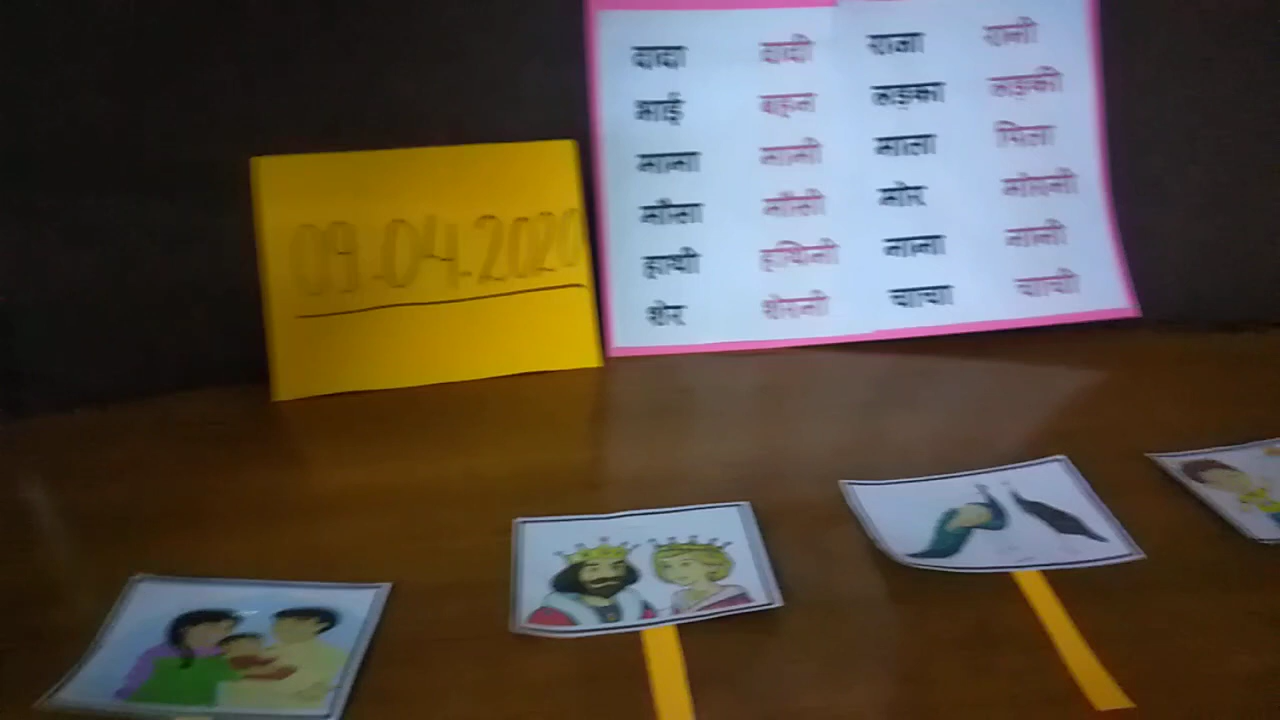 09.04.2020
दादा दादी राजा रानी
भाई बहन लड़का लड़की
मामा मामी माता पिता
मौसा मौसी मोर मोरनी
हाथी हथिनी नाना नानी
शेर शेरनी चाचा चाची